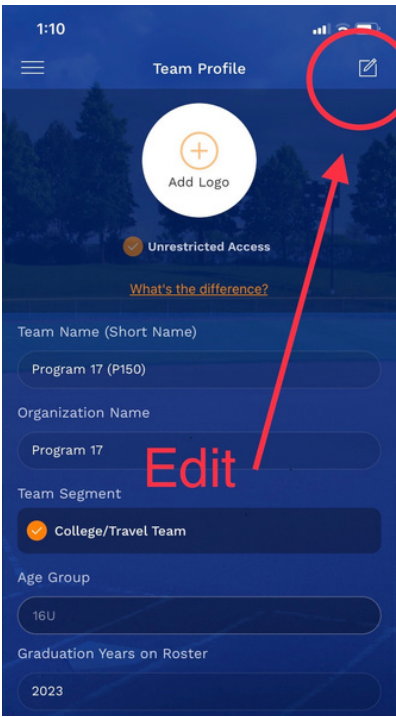 1:10
Team Profile
Add Logo
Unrestricted Access
What's the difference?
Team Name (Short Name)
Program 17 (P150)
Organization Name
Program 17
Edit
Team Segment
College/Travel Team
Age Group
16U
Graduation Years on Roster
2023